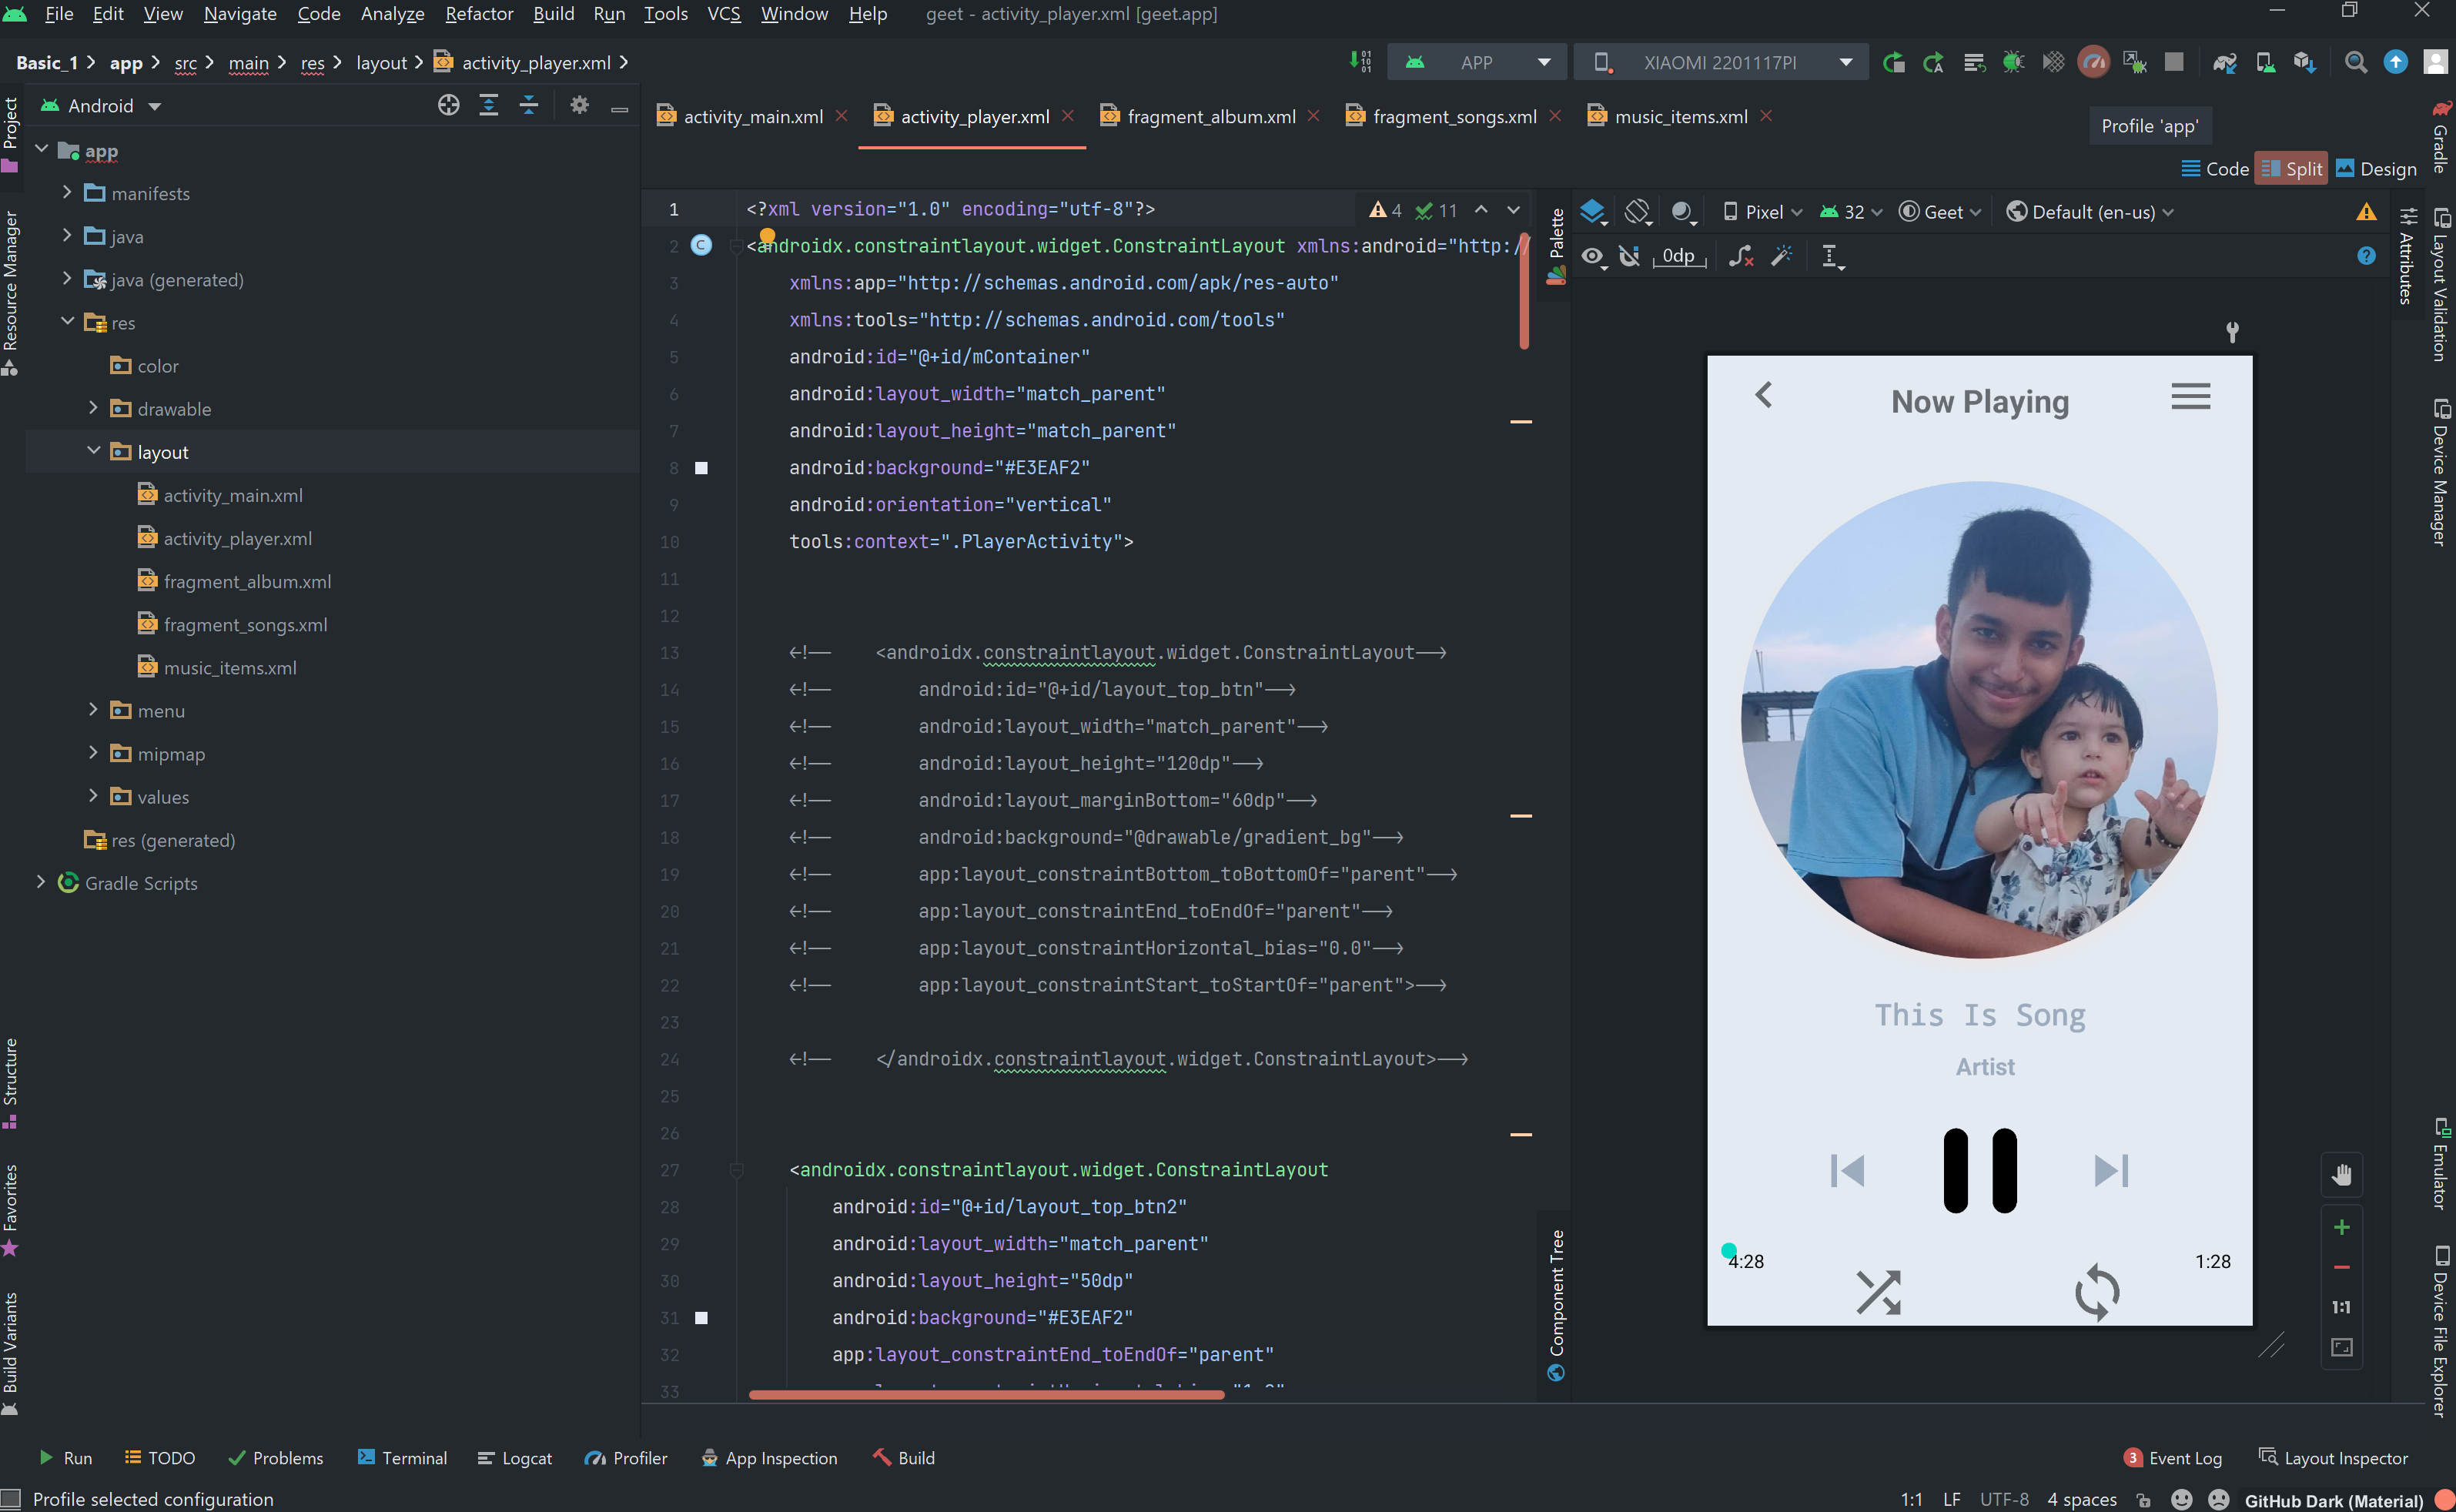 File Edit View Navigate Code Analyze Refactor Build Run Tools VCS Window Help geet - activity_player.xml [geet.app]
Basic_1 app src main res layout activity_player.xml
APP XIAOMI 2201117PI
Project
Android
activity_main.xml activity_player.xml fragment_album.xml fragment_songs.xml music_items.xml
Profile 'app'
Code Split Design
app
manifests
java
java (generated)
res
color
drawable
layout
activity_main.xml
activity_player.xml
fragment_album.xml
fragment_songs.xml
music_items.xml
menu
mipmap
values
res (generated)
Gradle Scripts
Resource Manager
Structure
Favorites
Build Variants
4 11
1 <?xml version="1.0" encoding="utf-8"?>
2 <androidx.constraintlayout.widget.ConstraintLayout xmlns:android="http://
3 xmlns:app="http://schemas.android.com/apk/res-auto"
4 xmlns:tools="http://schemas.android.com/tools"
5 android:id="@+id/mContainer"
6 android:layout_width="match_parent"
7 android:layout_height="match_parent"
8 android:background="#E3EAF2"
9 android:orientation="vertical"
10 tools:context=".PlayerActivity">
11
12
13 <!-- <androidx.constraintlayout.widget.ConstraintLayout-->
14 <!-- android:id="@+id/layout_top_btn"-->
15 <!-- android:layout_width="match_parent"-->
16 <!-- android:layout_height="120dp"-->
17 <!-- android:layout_marginBottom="60dp"-->
18 <!-- android:background="@drawable/gradient_bg"-->
19 <!-- app:layout_constraintBottom_toBottomOf="parent"-->
20 <!-- app:layout_constraintEnd_toEndOf="parent"-->
21 <!-- app:layout_constraintHorizontal_bias="0.0"-->
22 <!-- app:layout_constraintStart_toStartOf="parent">-->
23
24 <!-- </androidx.constraintlayout.widget.ConstraintLayout>-->
25
26
27 <androidx.constraintlayout.widget.ConstraintLayout
28 android:id="@+id/layout_top_btn2"
29 android:layout_width="match_parent"
30 android:layout_height="50dp"
31 android:background="#E3EAF2"
32 app:layout_constraintEnd_toEndOf="parent"
33
Palette
Component Tree
Pixel 32 Geet Default (en-us)
0dp
Now Playing
This Is Song
Artist
4:28 1:28
1:1
Attributes
Gradle
Layout Validation
Device Manager
Emulator
Device File Explorer
Run TODO Problems Terminal Logcat Profiler App Inspection Build 3 Event Log Layout Inspector
Profile selected configuration 1:1 LF UTF-8 4 spaces GitHub Dark (Material)